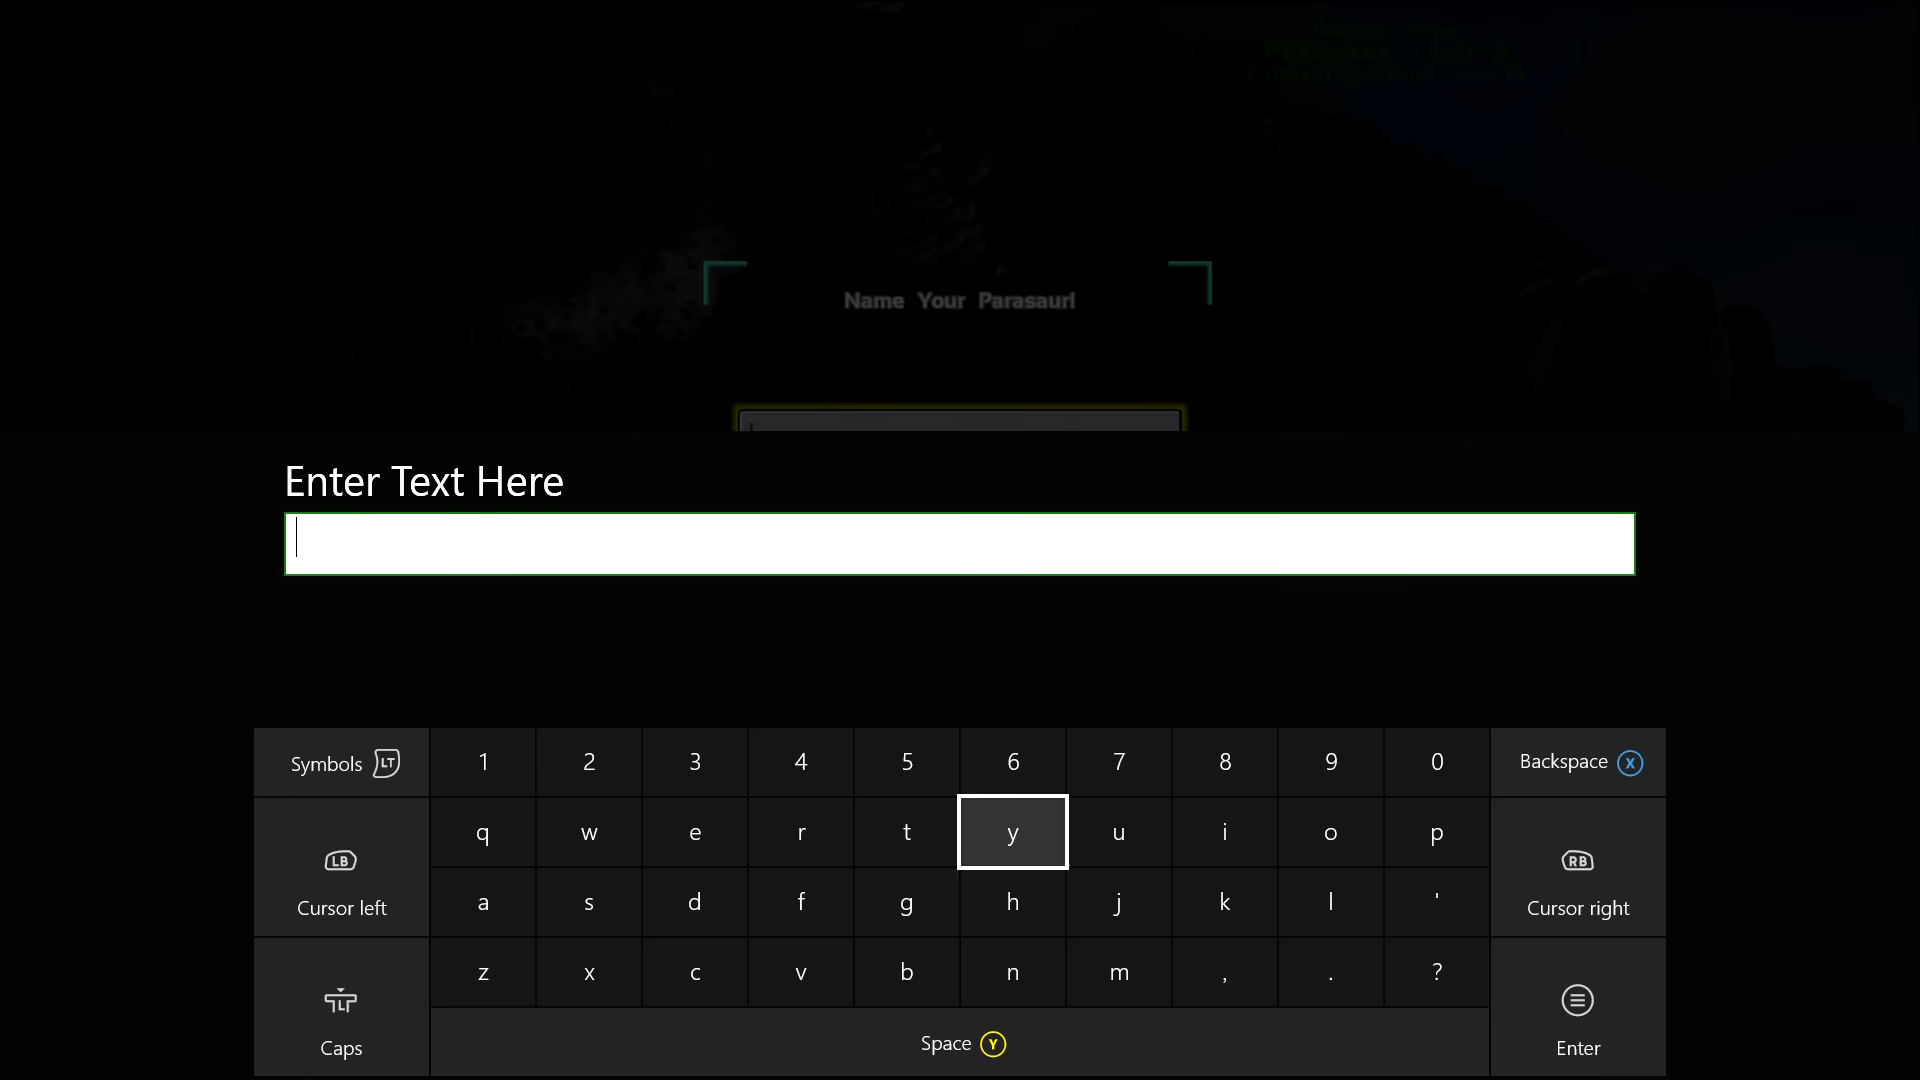 Name Your Parasaur!
Enter Text Here
Symbols LT 1 2 3 4 5 6 7 8 9 0 Backspace X
q w e r t y u i o p
LB RB
Cursor left a s d f g h j k l ' Cursor right
z x c v b n m , . ?
Caps Space Y Enter